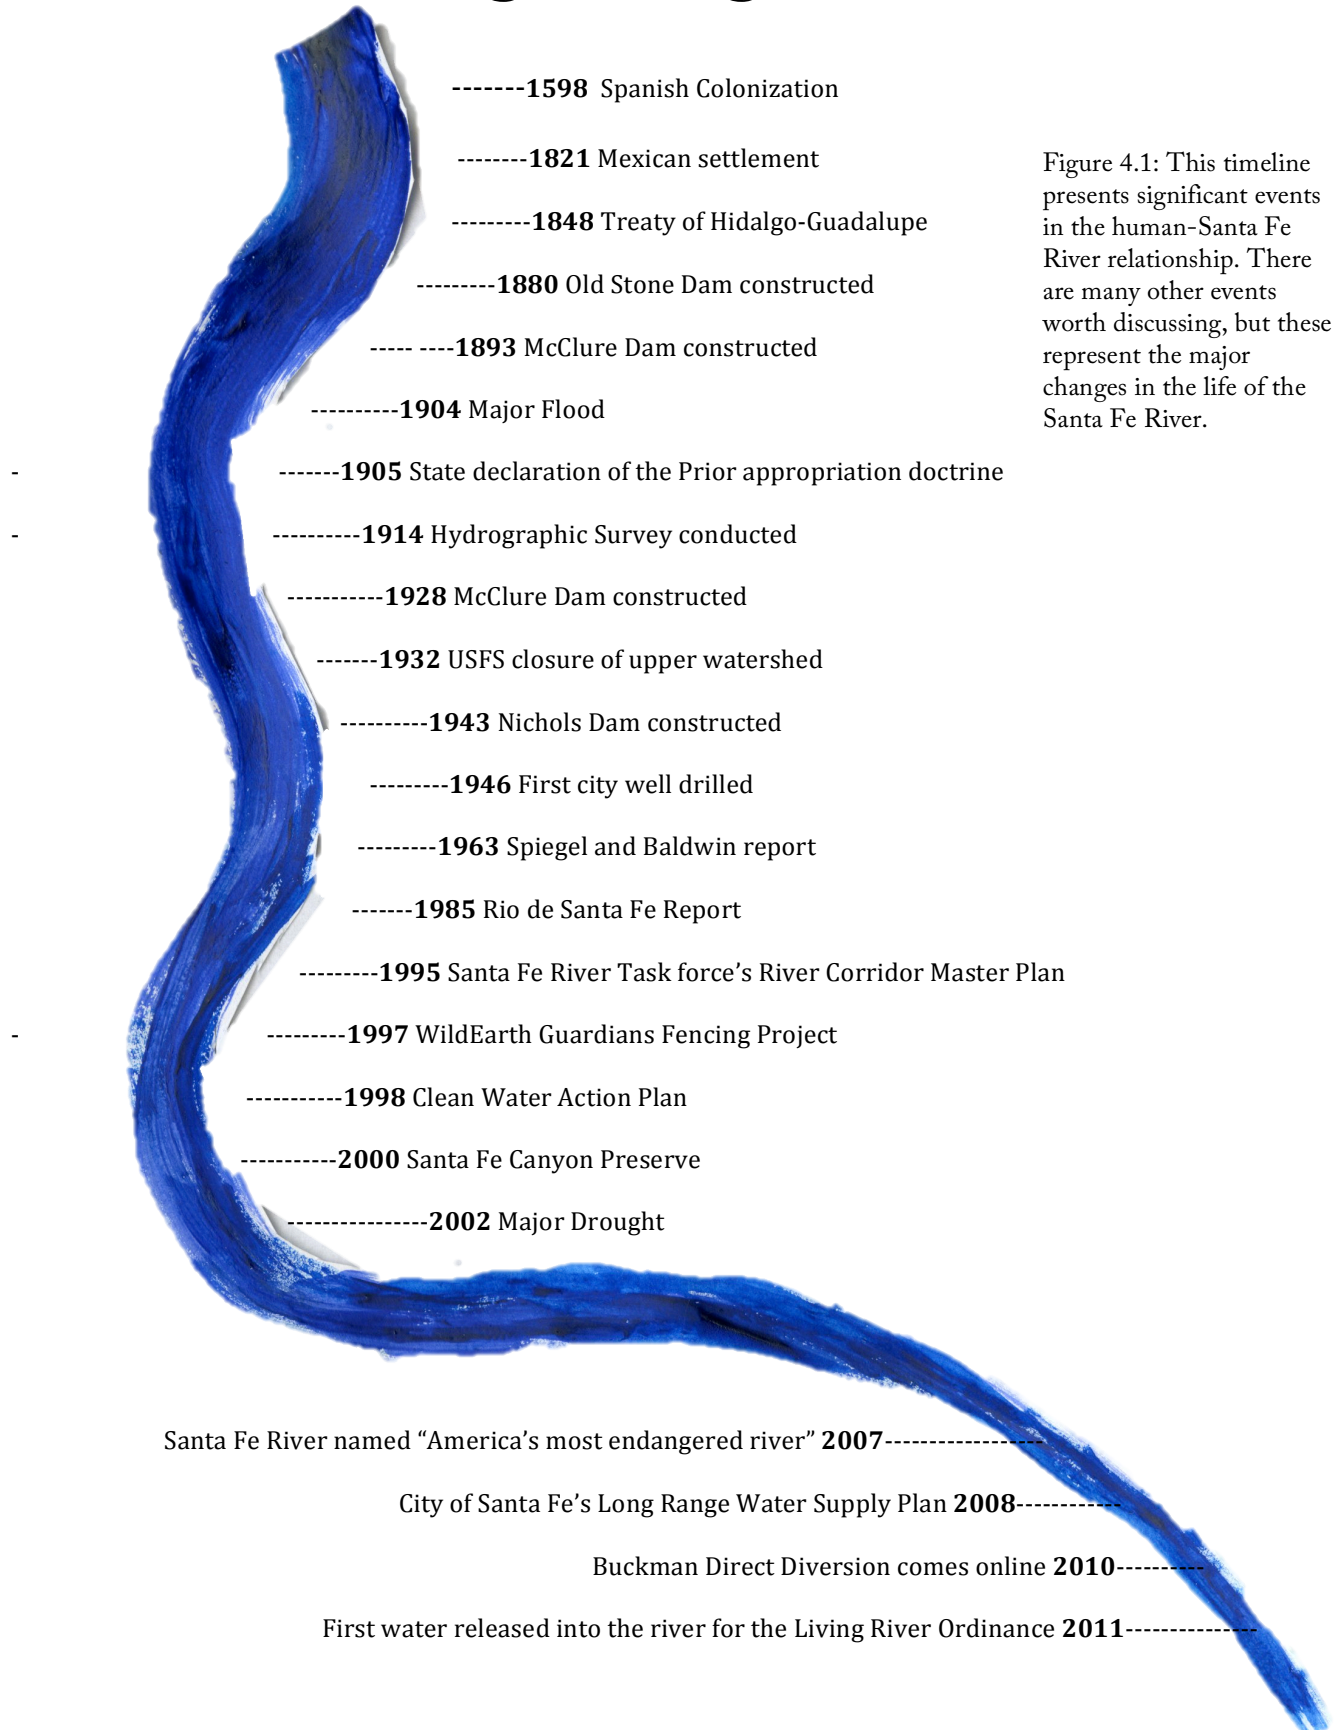 -------1598 Spanish Colonization
--------1821 Mexican settlement
---------1848 Treaty of Hidalgo-Guadalupe
---------1880 Old Stone Dam constructed
----- ----1893 McClure Dam constructed
----------1904 Major Flood
- -------1905 State declaration of the Prior appropriation doctrine
- ----------1914 Hydrographic Survey conducted
-----------1928 McClure Dam constructed
-------1932 USFS closure of upper watershed
----------1943 Nichols Dam constructed
---------1946 First city well drilled
---------1963 Spiegel and Baldwin report
-------1985 Rio de Santa Fe Report
---------1995 Santa Fe River Task force’s River Corridor Master Plan
- ---------1997 WildEarth Guardians Fencing Project
-----------1998 Clean Water Action Plan
-----------2000 Santa Fe Canyon Preserve
----------------2002 Major Drought
Santa Fe River named “America’s most endangered river” 2007------------------
City of Santa Fe’s Long Range Water Supply Plan 2008------------
Buckman Direct Diversion comes online 2010----------
First water released into the river for the Living River Ordinance 2011---------------
Figure 4.1: This timeline
presents significant events
in the human-Santa Fe
River relationship. There
are many other events
worth discussing, but these
represent the major
changes in the life of the
Santa Fe River.